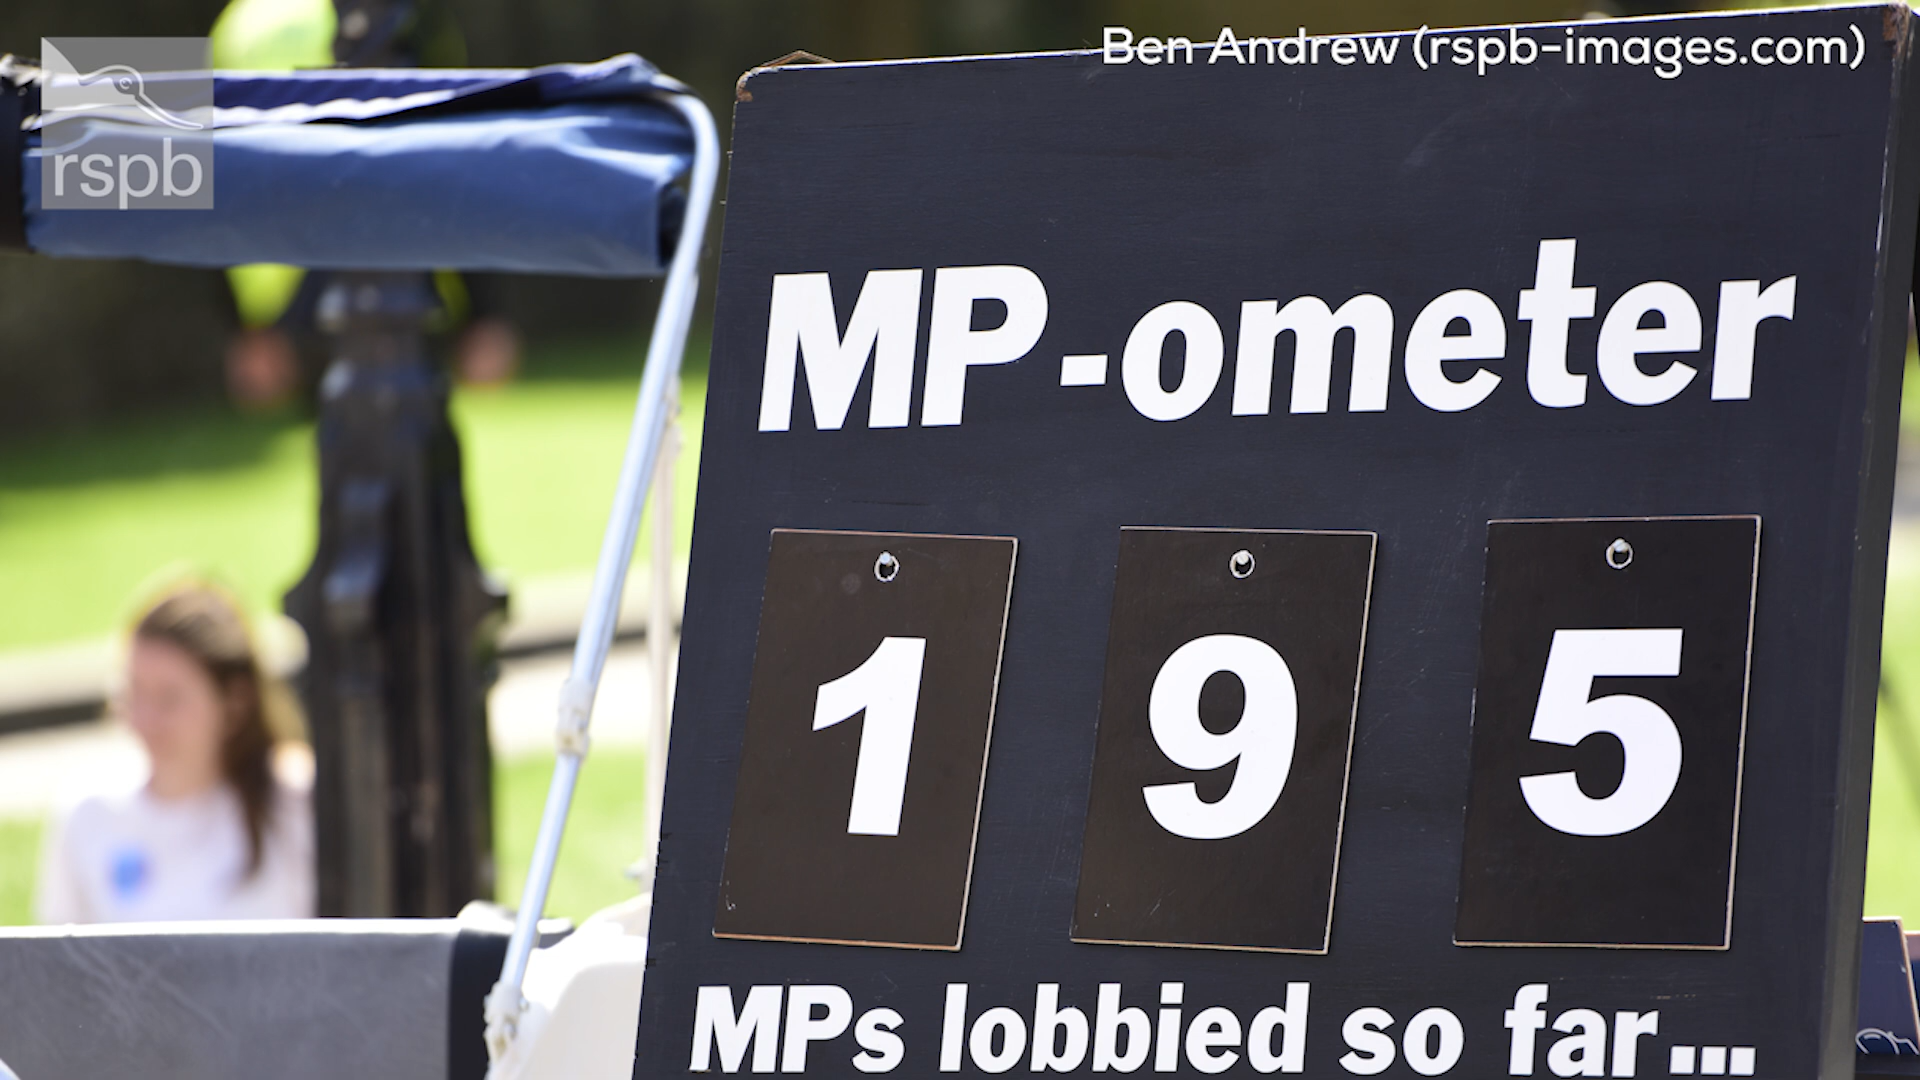 Ben Andrew (rspb-images.com)
rspb
MP-ometer
1 9 5
MPs lobbied so far...